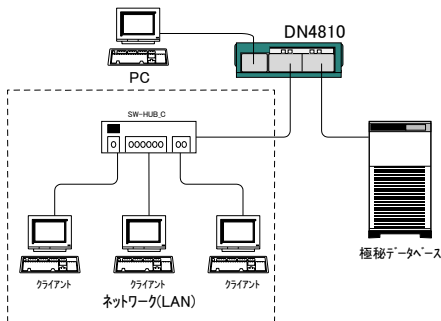 DN4810
PC
SW-HUB_C
クライアント
クライアント
クライアント
ネットワーク(LAN)
極秘データベース